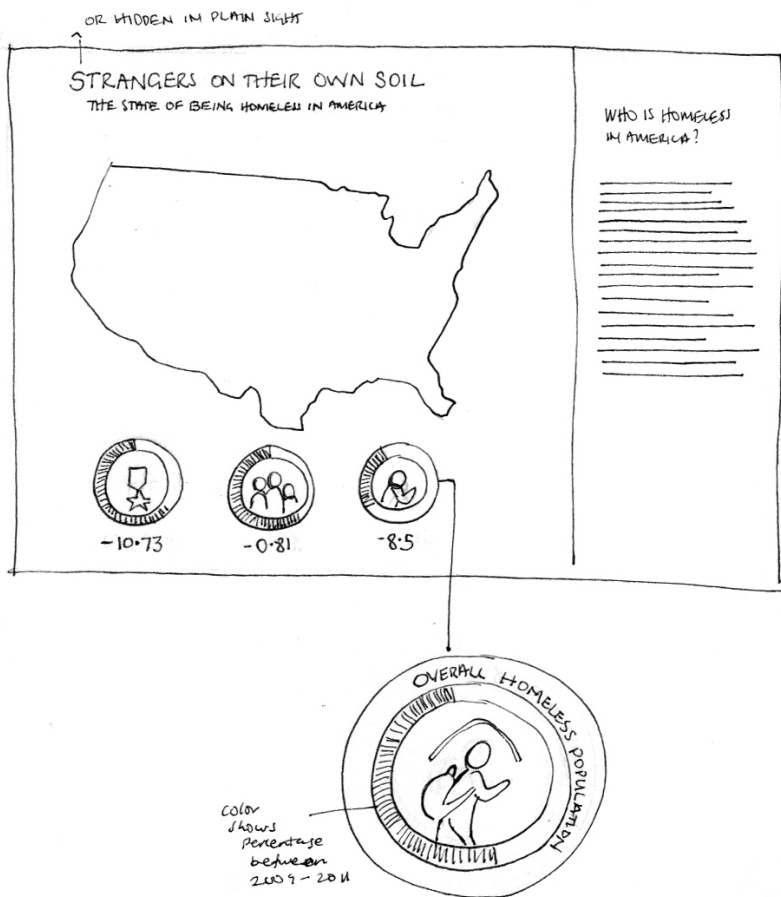 OR HIDDEN IN PLAIN SIGHT
STRANGERS ON THEIR OWN SOIL
THE STATE OF BEING HOMELESS IN AMERICA
WHO IS HOMELESS
IN AMERICA?
-10.73
-0.81
-8.5
OVERALL HOMELESS POPULATION
color
shows
percentage
between
2009-2011